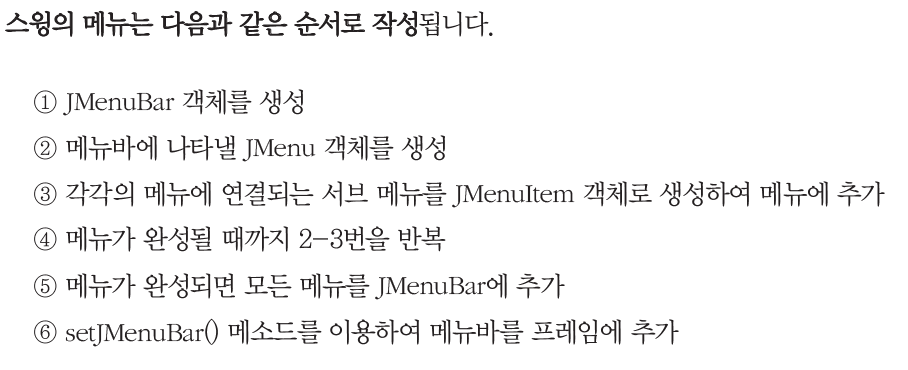 스윙의 메뉴는 다음과 같은 순서로 작성됩니다.
① JMenuBar 객체를 생성
② 메뉴바에 나타낼 JMenu 객체를 생성
③ 각각의 메뉴에 연결되는 서브 메뉴를 JMenuItem 객체로 생성하여 메뉴에 추가
④ 메뉴가 완성될 때까지 2-3번을 반복
⑤ 메뉴가 완성되면 모든 메뉴를 JMenuBar에 추가
⑥ setJMenuBar() 메소드를 이용하여 메뉴바를 프레임에 추가